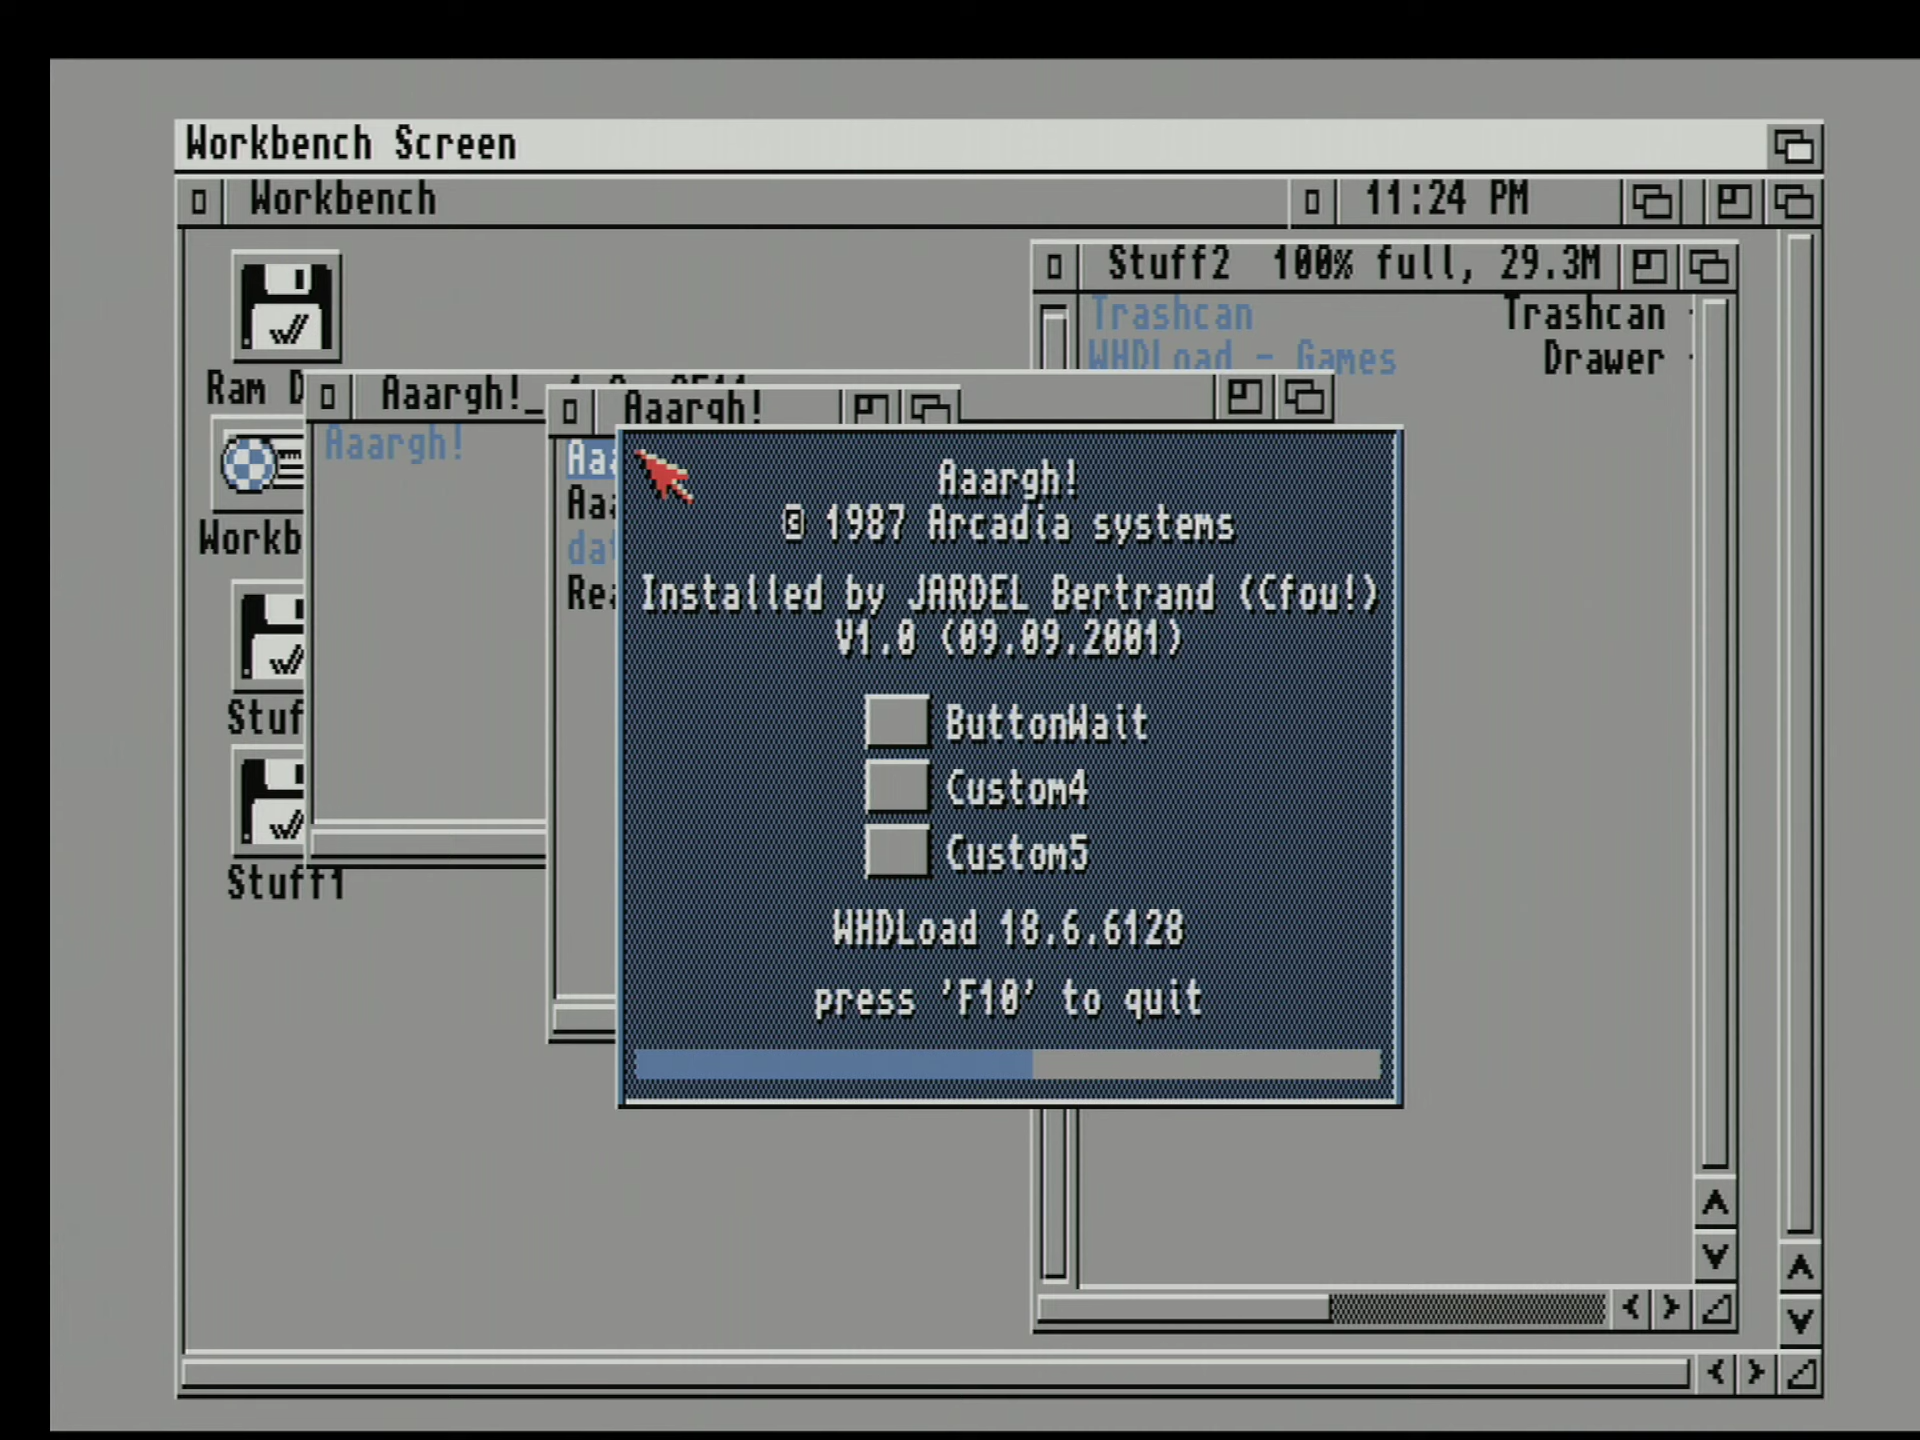 Workbench Screen
Workbench
11:24 PM
Stuff2 100% full, 29.3M
Trashcan Trashcan
WHDLoad - Games Drawer
Ram
Aaargh!_
Aaargh!
Aaargh!
Aaargh!
© 1987 Arcadia systems
Installed by JARDEL Bertrand (Cfou!)
V1.0 (09.09.2001)
ButtonWait
Custom4
Custom5
WHDLoad 18.6.6128
press 'F10' to quit
Workb
Stuf
Stuff1